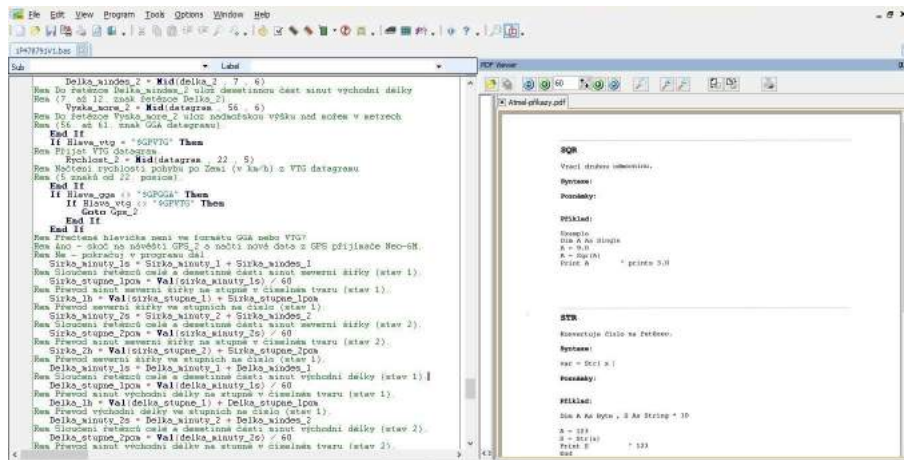 File Edit View Program Tools Options Window Help
1P478791V1.bas
Sub
Label
Delka_mindes_2 = Mid(delka_2 , 7 , 6)
Rem Do řetězce Delka_mindes_2 ulož desetinnou část minut východní délky
Rem (7. až 12. znak řetězce Delka_2)
Vyska_more_2 = Mid(datagram , 56 , 6)
Rem Do řetězce Vyska_more_2 uloz nadmořskou výšku nad mořem v metrech
Rem (56. až 61. znak GGA datagramu).
End If
If Hlava_vtg = "$GPVTG" Then
Rem Přijat VTG datagram.
Rychlost_2 = Mid(datagram , 22 , 5)
Rem Načtení rychlosti pohybu po Zemi (v km/h) z VTG datagramu
Rem (5 znaků od 22. pozice).
End If
If Hlava_gga <> "$GPGGA" Then
If Hlava_vtg <> "$GPVTG" Then
Goto Gps_2
End If
End If
Rem Přečtená hlavička není ve formátu GGA nebo VTG?
Rem Ano - skoč na návěští GPS_2 a načti nová data z GPS přijímače Neo-6M.
Rem Ne - pokračuj v programu dál.
Sirka_minuty_1s = Sirka_minuty_1 + Sirka_mindes_1
Rem Sloučení řetězců celé a desetinné části minut severní šířky (stav 1).
Sirka_stupne_1pom = Val(sirka_minuty_1s) / 60
Rem Převod minut severní šířky na stupně v číselném tvaru (stav 1).
Sirka_1h = Val(sirka_stupne_1) + Sirka_stupne_1pom
Rem Převod severní šířky ve stupních na číslo (stav 1).
Sirka_minuty_2s = Sirka_minuty_2 + Sirka_mindes_2
Rem Sloučení řetězců celé a desetinné části minut severní šířky (stav 2).
Sirka_stupne_2pom = Val(sirka_minuty_2s) / 60
Rem Převod minut severní šířky na stupně v číselném tvaru (stav 2).
Sirka_2h = Val(sirka_stupne_2) + Sirka_stupne_2pom
Rem Převod severní šířky ve stupních na číslo (stav 1).
Delka_minuty_1s = Delka_minuty_1 + Delka_mindes_1
Rem Sloučení řetězců celé a desetinné části minut východní délky (stav 1).
Delka_stupne_1pom = Val(delka_minuty_1s) / 60
Rem Převod minut východní délky na stupně v číselném tvaru (stav 1).
Delka_1h = Val(delka_stupne_1) + Delka_stupne_1pom
Rem Převod východní délky ve stupních na číslo (stav 1).
Delka_minuty_2s = Delka_minuty_2 + Delka_mindes_2
Rem Sloučení řetězců celé a desetinné části minut východní délky (stav 2).
Delka_stupne_2pom = Val(delka_minuty_2s) / 60
Rem Převod minut východní délky na stupně v číselném tvaru (stav 2).
PDF Viewer
60
Atmel-příkazy.pdf
SQR
Vrací druhou odmocninu.
Syntaxe:
Poznámky:
Příklad:
Example
Dim A As Single
A = 9.0
A = Sqr(A)
Print A ' prints 3.0
STR
Konvertuje číslo na řetězec.
Syntaxe:
var = Str( x )
Poznámky:
Příklad:
Dim A As Byte , S As String * 10
A = 123
S = Str(a)
Print S ' 123
End